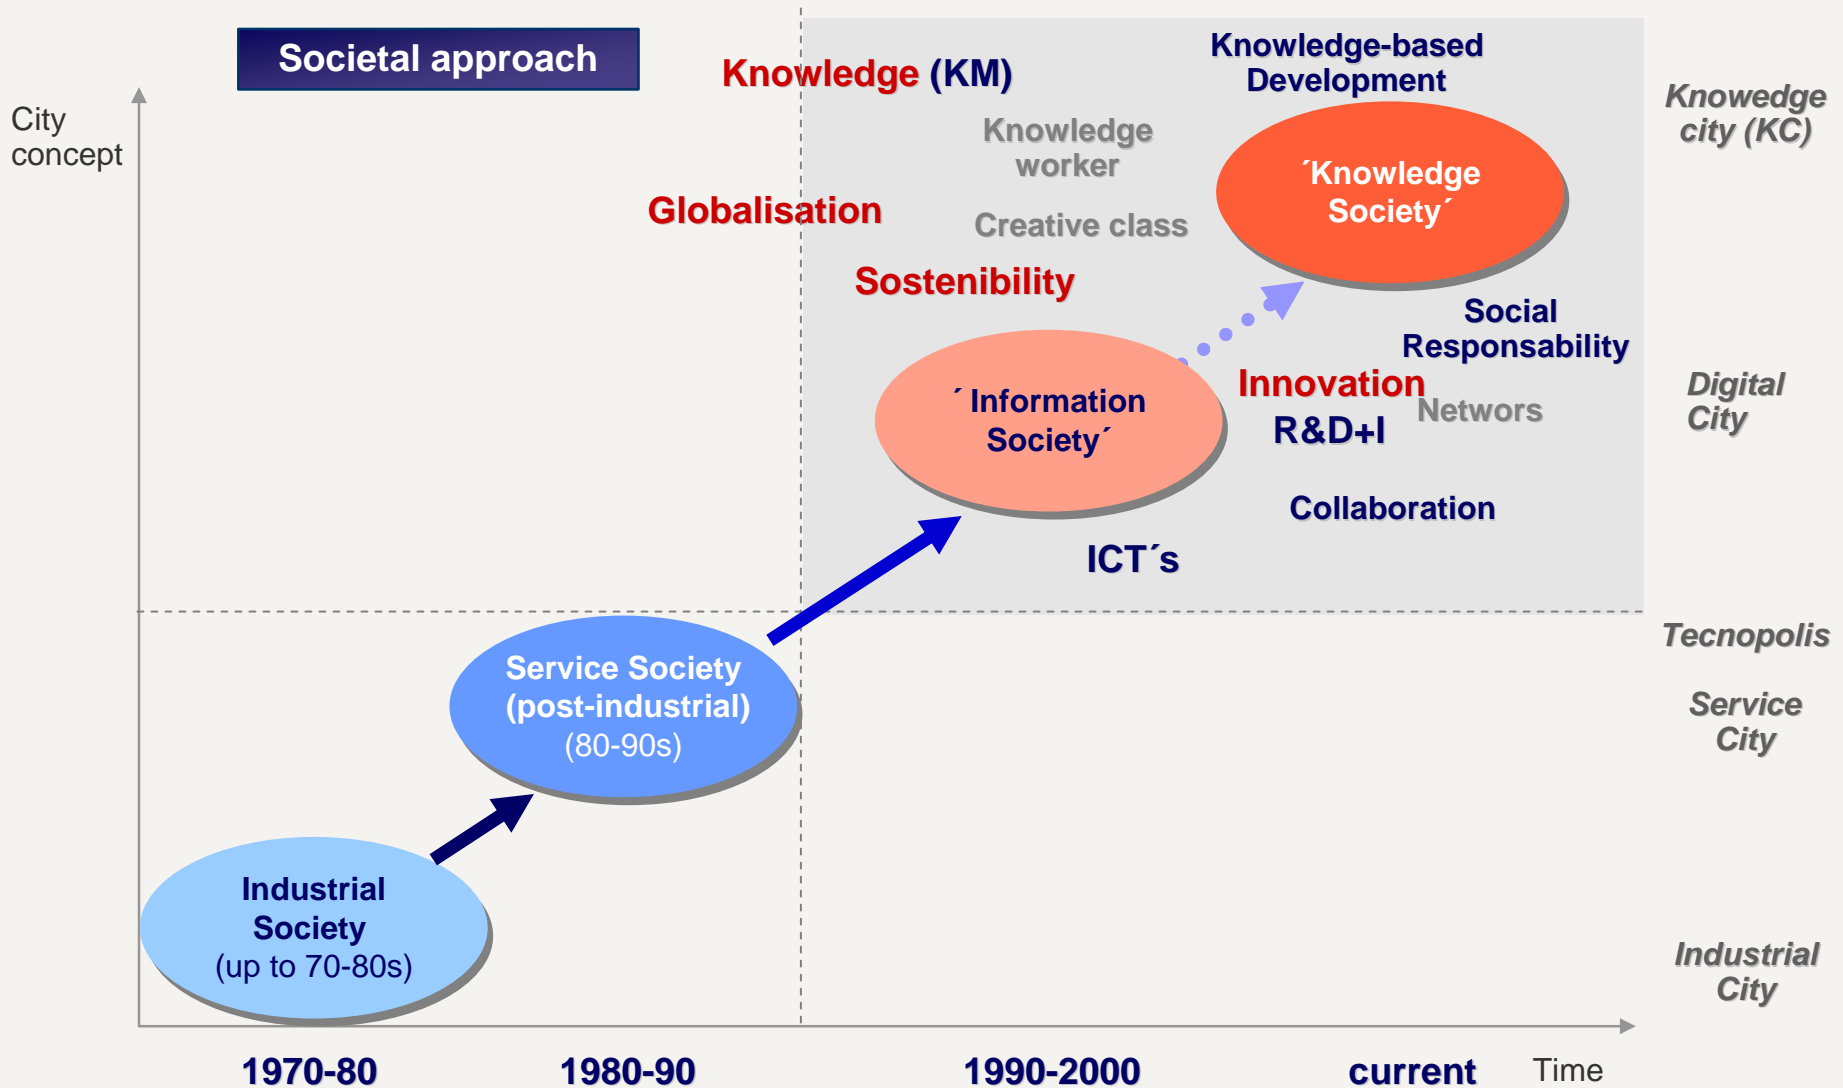 Societal approach
City
concept
Knowledge (KM)
Knowledge-based
Development
Knowledge
worker
Globalisation
Creative class
Sostenibility
´Knowledge
Society´
Social
Responsability
´ Information
Society´
Innovation
Networs
R&D+I
Collaboration
ICT´s
Service Society
(post-industrial)
(80-90s)
Industrial
Society
(up to 70-80s)
Knowedge
city (KC)
Digital
City
Tecnopolis
Service
City
Industrial
City
1970-80
1980-90
1990-2000
current
Time